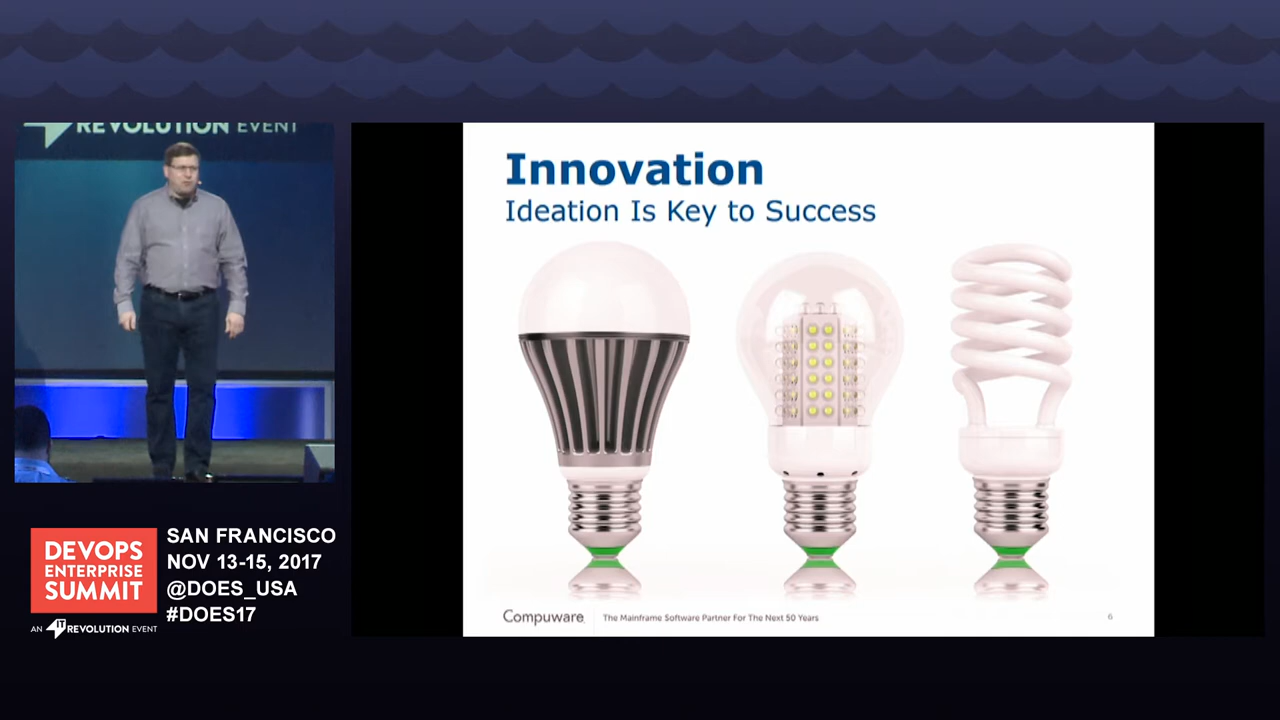 REVOLUTION EVENT
Innovation
Ideation Is Key to Success
Compuware
The Mainframe Software Partner For The Next 50 Years
6
DEVOPS
ENTERPRISE
SUMMIT
AN IT REVOLUTION EVENT
SAN FRANCISCO
NOV 13-15, 2017
@DOES_USA
#DOES17